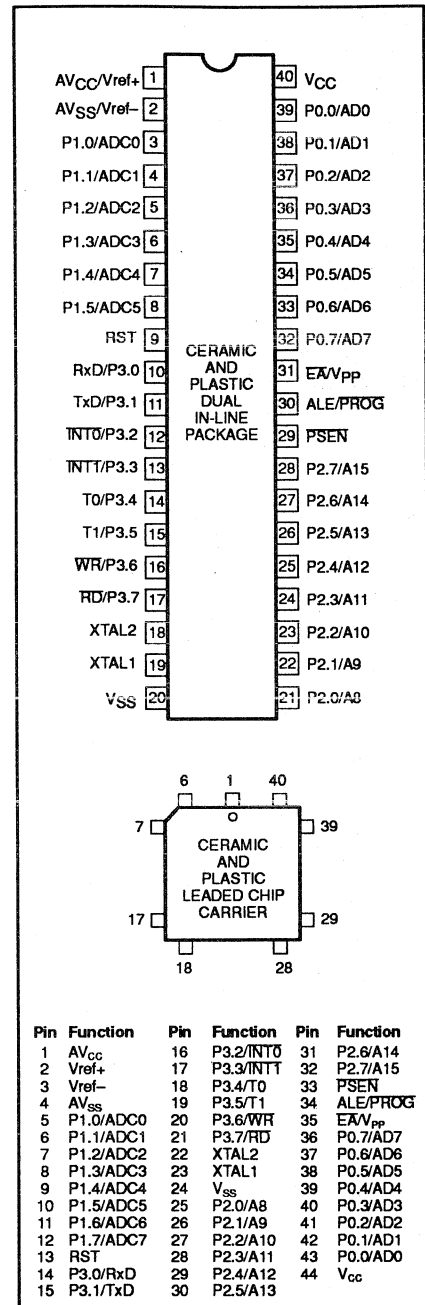 AVCC/Vref+ 1 40 VCC
AVSS/Vref– 2 39 P0.0/AD0
P1.0/ADC0 3 38 P0.1/AD1
P1.1/ADC1 4 37 P0.2/AD2
P1.2/ADC2 5 36 P0.3/AD3
P1.3/ADC3 6 35 P0.4/AD4
P1.4/ADC4 7 34 P0.5/AD5
P1.5/ADC5 8 33 P0.6/AD6
RST 9 32 P0.7/AD7
RxD/P3.0 10 31 EA/VPP
TxD/P3.1 11 30 ALE/PROG
INT0/P3.2 12 29 PSEN
INT1/P3.3 13 28 P2.7/A15
T0/P3.4 14 27 P2.6/A14
T1/P3.5 15 26 P2.5/A13
WR/P3.6 16 25 P2.4/A12
RD/P3.7 17 24 P2.3/A11
XTAL2 18 23 P2.2/A10
XTAL1 19 22 P2.1/A9
VSS 20 21 P2.0/A8
CERAMIC
AND
PLASTIC
DUAL
IN-LINE
PACKAGE
6 1 40
7 39
CERAMIC
AND
PLASTIC
LEADED CHIP
CARRIER
17 29
18 28
Pin Function Pin Function Pin Function
1 AVCC 16 P3.2/INT0 31 P2.6/A14
2 Vref+ 17 P3.3/INT1 32 P2.7/A15
3 Vref– 18 P3.4/T0 33 PSEN
4 AVSS 19 P3.5/T1 34 ALE/PROG
5 P1.0/ADC0 20 P3.6/WR 35 EA/VPP
6 P1.1/ADC1 21 P3.7/RD 36 P0.7/AD7
7 P1.2/ADC2 22 XTAL2 37 P0.6/AD6
8 P1.3/ADC3 23 XTAL1 38 P0.5/AD5
9 P1.4/ADC4 24 VSS 39 P0.4/AD4
10 P1.5/ADC5 25 P2.0/A8 40 P0.3/AD3
11 P1.6/ADC6 26 P2.1/A9 41 P0.2/AD2
12 P1.7/ADC7 27 P2.2/A10 42 P0.1/AD1
13 RST 28 P2.3/A11 43 P0.0/AD0
14 P3.0/RxD 29 P2.4/A12 44 VCC
15 P3.1/TxD 30 P2.5/A13